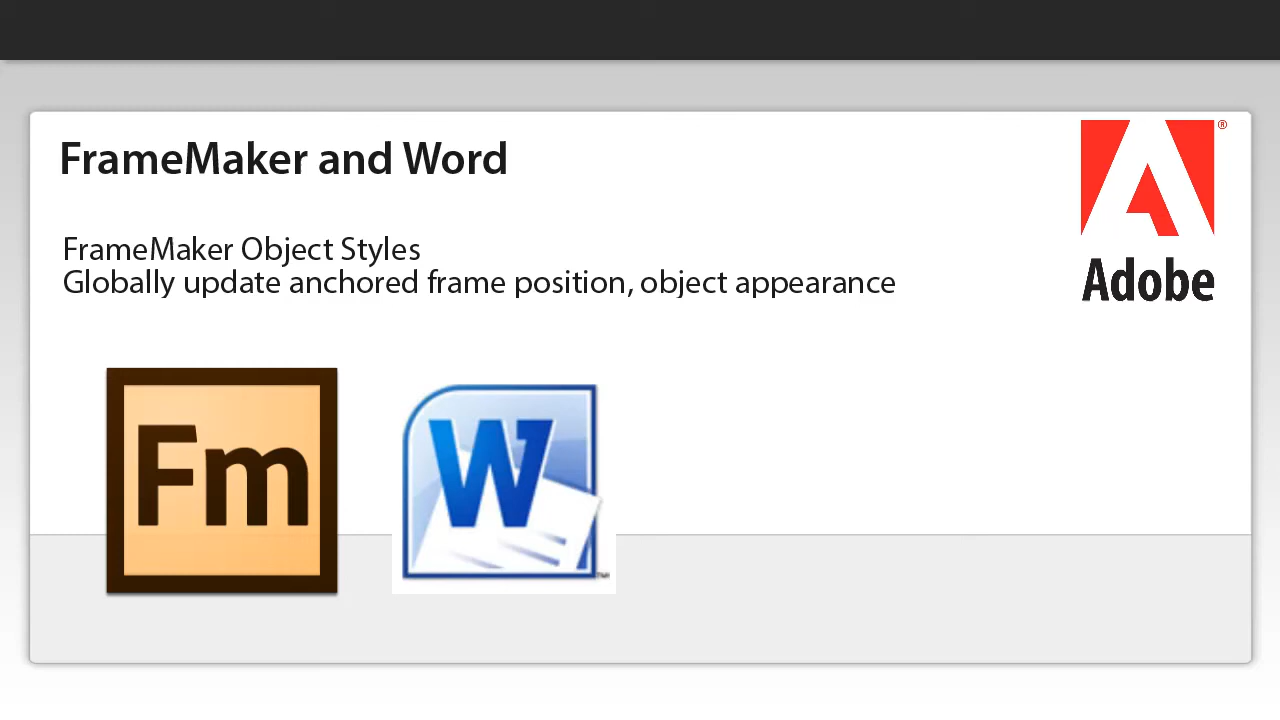 FrameMaker and Word
®
FrameMaker Object Styles
Globally update anchored frame position, object appearance
Adobe
Fm
W